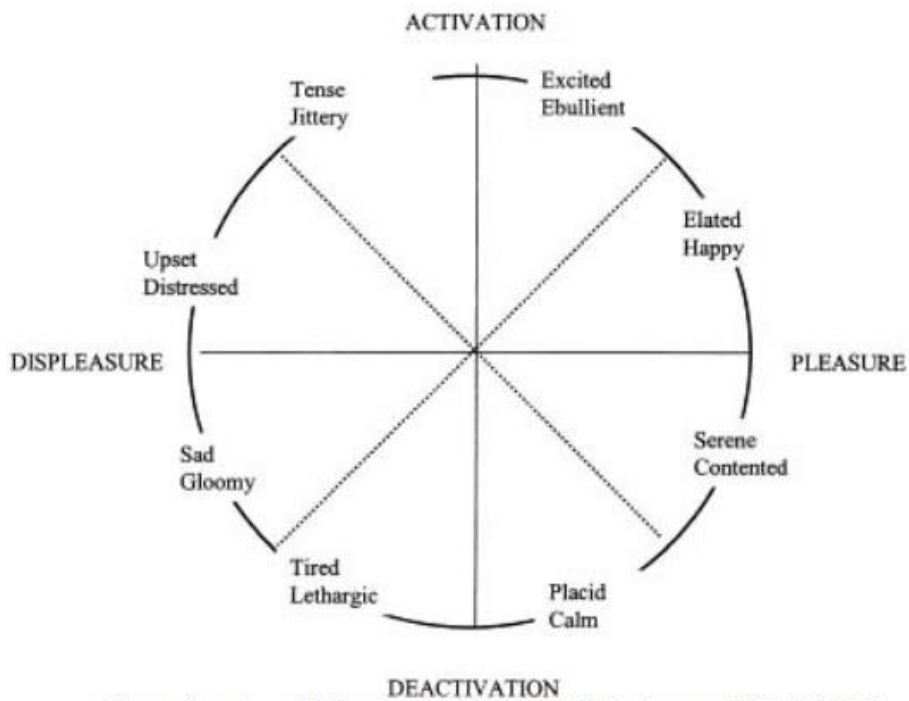 ACTIVATION
Tense
Jittery
Excited
Ebullient
Elated
Happy
Upset
Distressed
DISPLEASURE
PLEASURE
Serene
Contented
Sad
Gloomy
Tired
Lethargic
Placid
Calm
DEACTIVATION